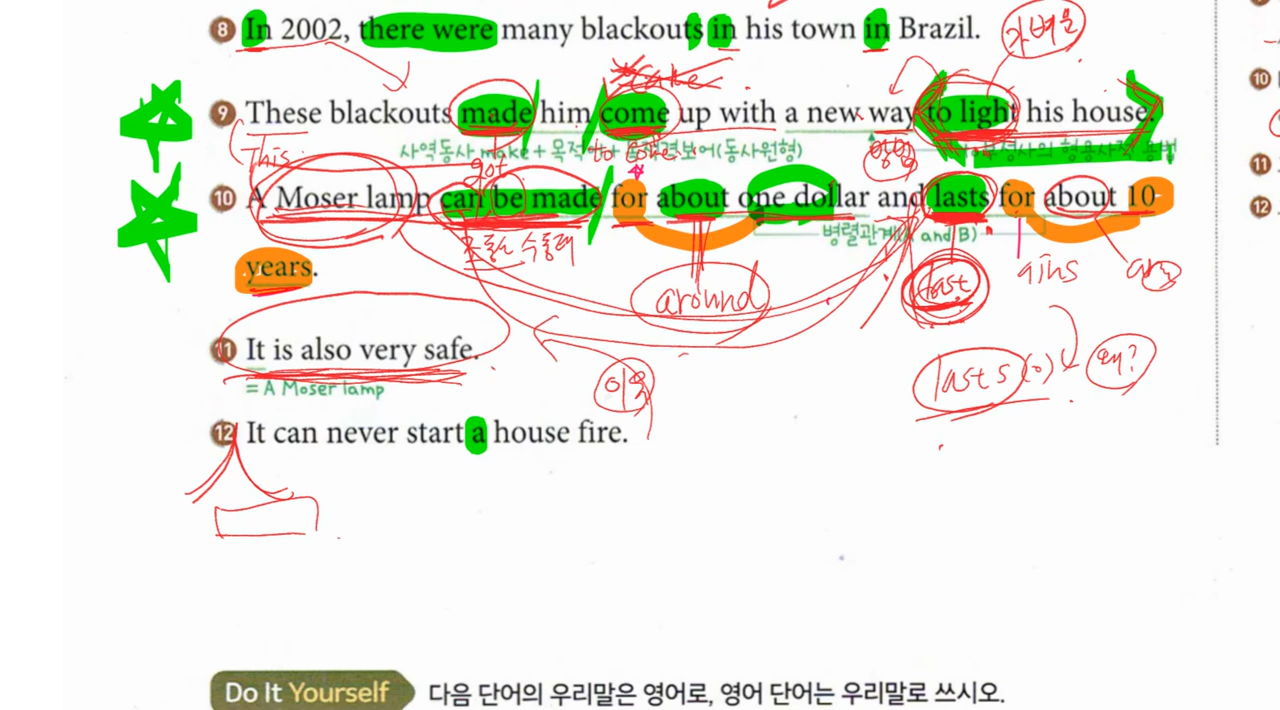 ⑧ In 2002, there were many blackouts in his town in Brazil.
가벼운
come
⑨ These blackouts made him come up with a new way to light his house.
This
got
사역동사 make + 목적
보어(동사원형)
to부정사의 형용사적 용법
⑩ A Moser lamp can be made for about one dollar and lasts for about 10
조동사 수동태
병렬관계(A and B)
years.
around
last
⑪ It is also very safe.
= A Moser lamp
이유
lasts (o)
왜?
⑫ It can never start a house fire.
⑩
⑪
⑫
Do It Yourself 다음 단어의 우리말은 영어로, 영어 단어는 우리말로 쓰시오.